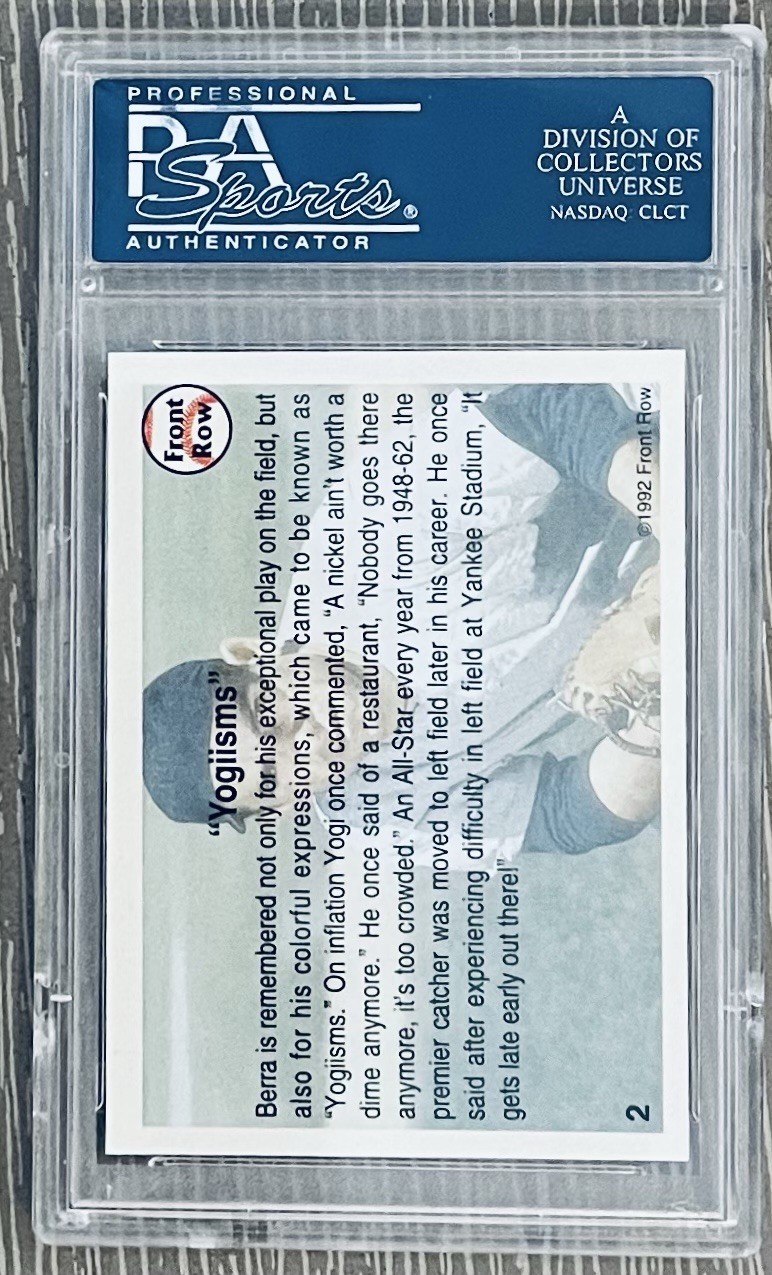 PROFESSIONAL
PSA
Sports®
AUTHENTICATOR
A
DIVISION OF
COLLECTORS
UNIVERSE
NASDAQ: CLCT
Front
Row
"Yogiisms"
Berra is remembered not only for his exceptional play on the field, but
also for his colorful expressions, which came to be known as
"Yogiisms." On inflation Yogi once commented, "A nickel ain't worth a
dime anymore." He once said of a restaurant, "Nobody goes there
anymore, it's too crowded." An All-Star every year from 1948-62, the
premier catcher was moved to left field later in his career. He once
said after experiencing difficulty in left field at Yankee Stadium, "It
gets late early out there!"
2
©1992 Front Row